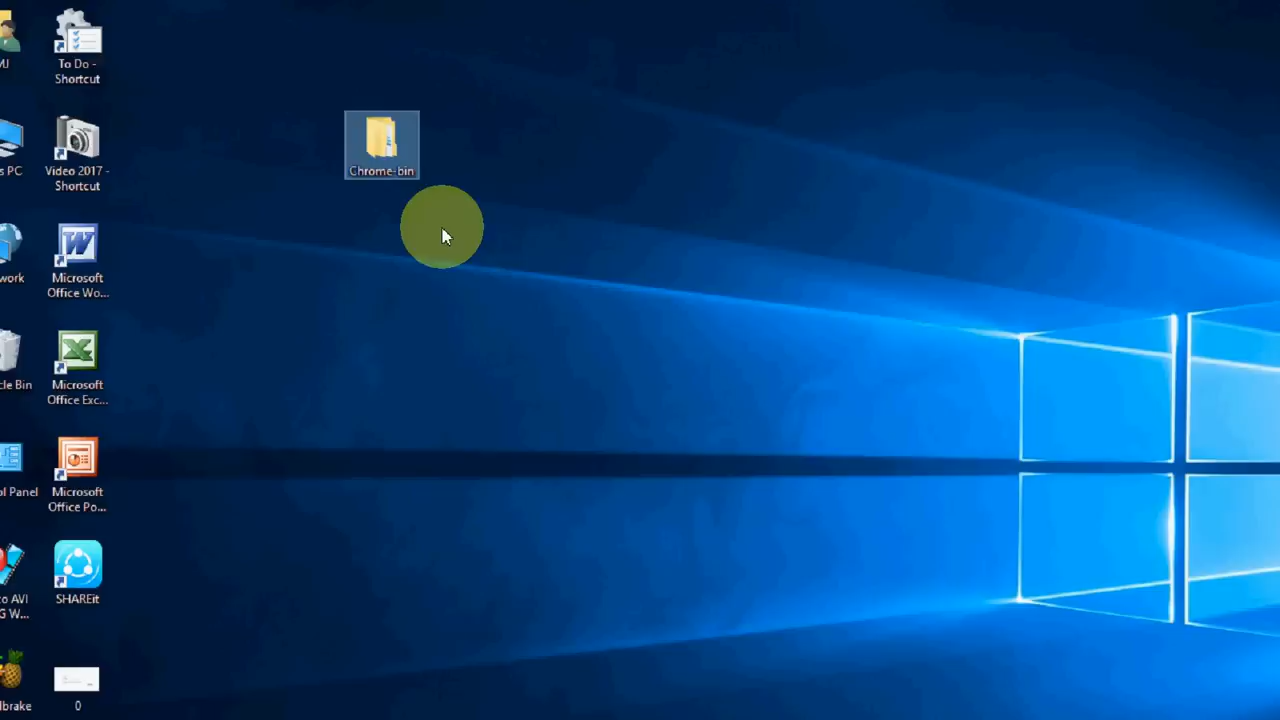 To Do -
Shortcut
Chrome-bin
s PC
Video 2017 -
Shortcut
work
Microsoft
Office Wo...
cle Bin
Microsoft
Office Exc...
ol Panel
Microsoft
Office Po...
to AVI
G W...
SHAREit
lbrake
0